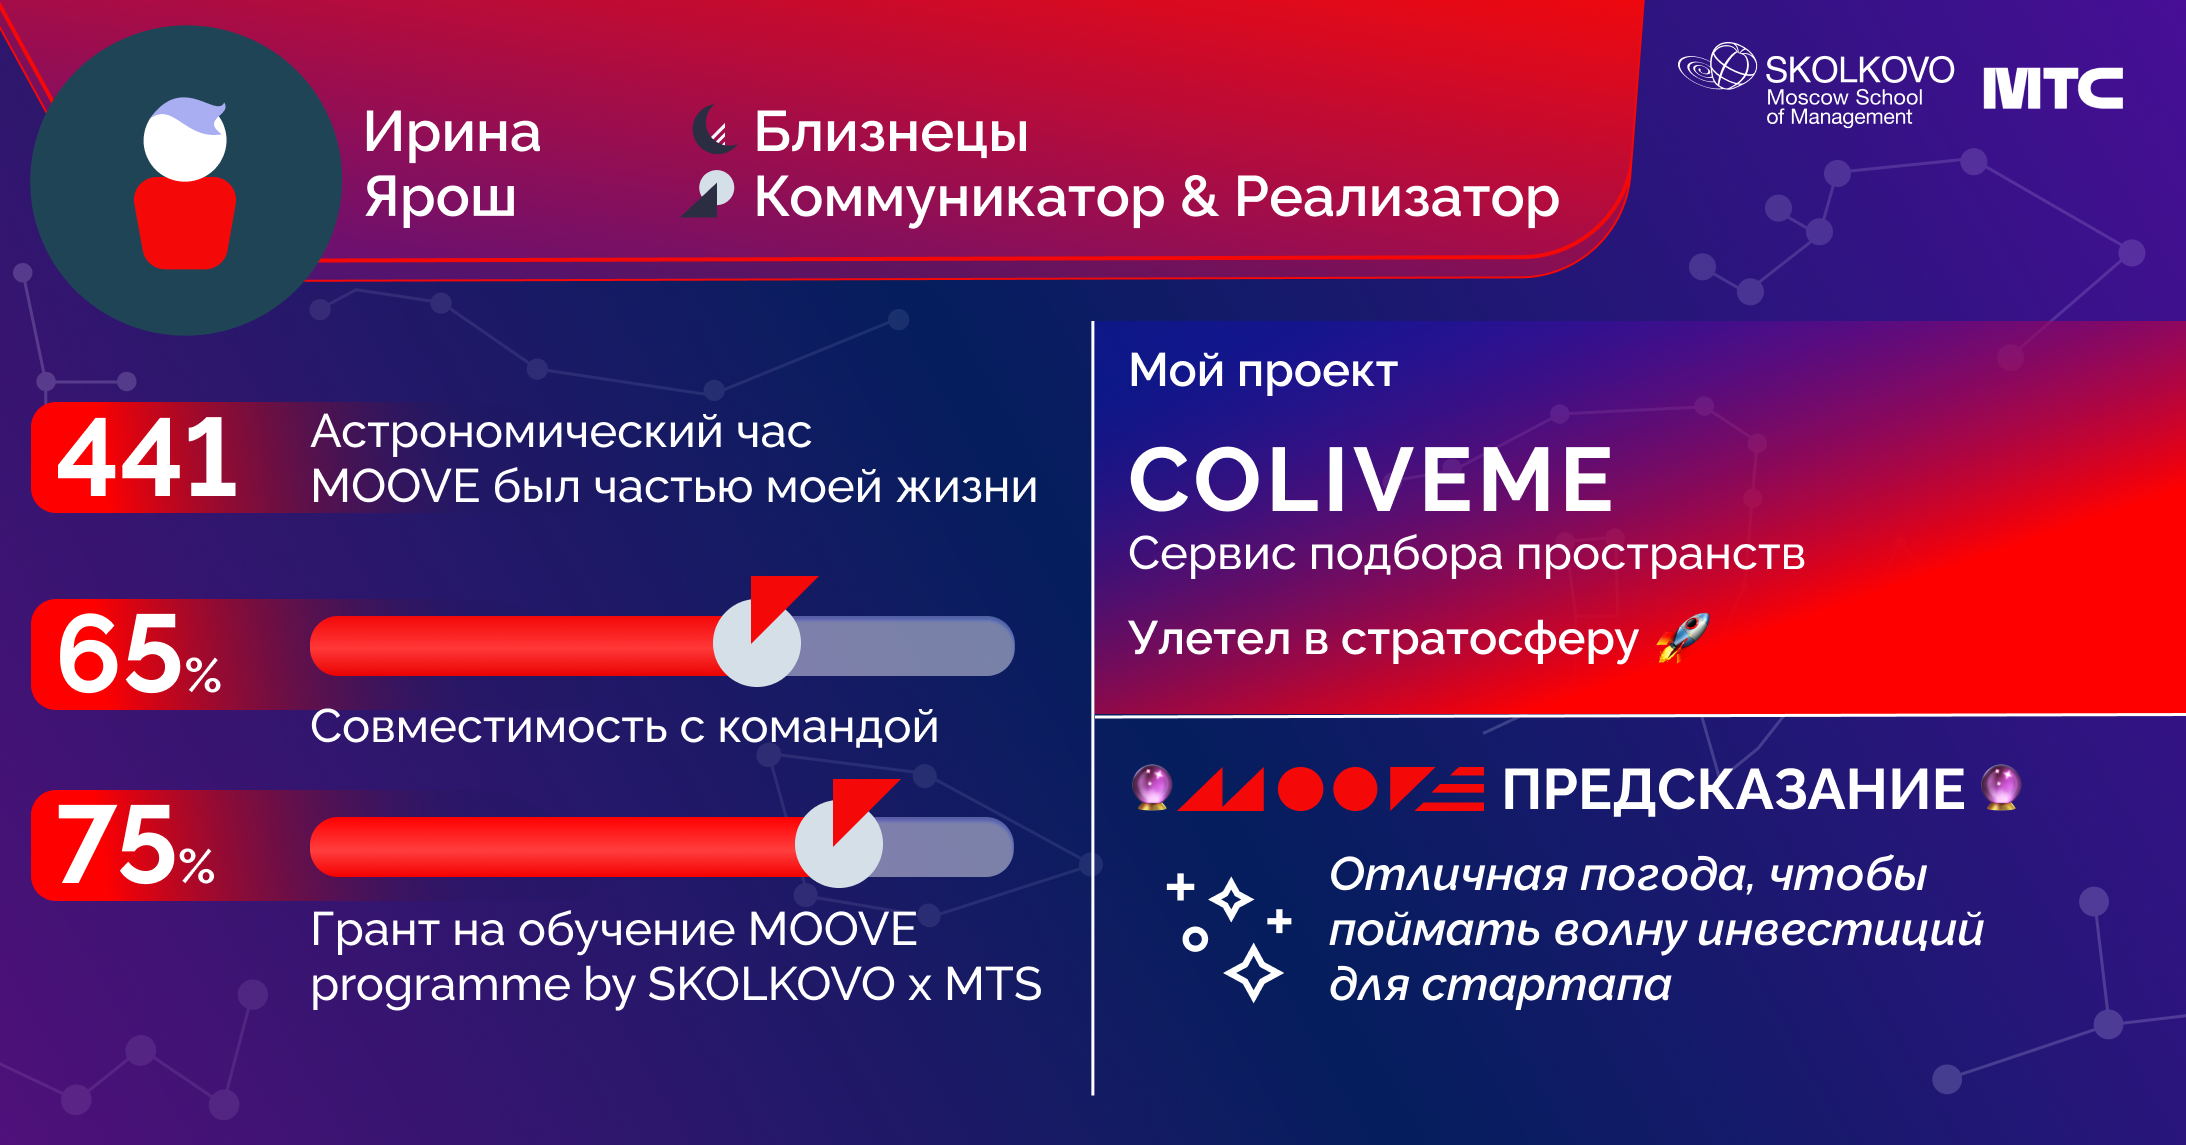 Ирина
Ярош
Близнецы
Коммуникатор & Реализатор
SKOLKOVO
Moscow School
of Management
МТС
441
Астрономический час
MOOVE был частью моей жизни
65%
Совместимость с командой
75%
Грант на обучение MOOVE
programme by SKOLKOVO x MTS
Мой проект
COLIVEME
Сервис подбора пространств
Улетел в стратосферу 🚀
🔮 MOOVE ПРЕДСКАЗАНИЕ 🔮
Отличная погода, чтобы
поймать волну инвестиций
для стартапа